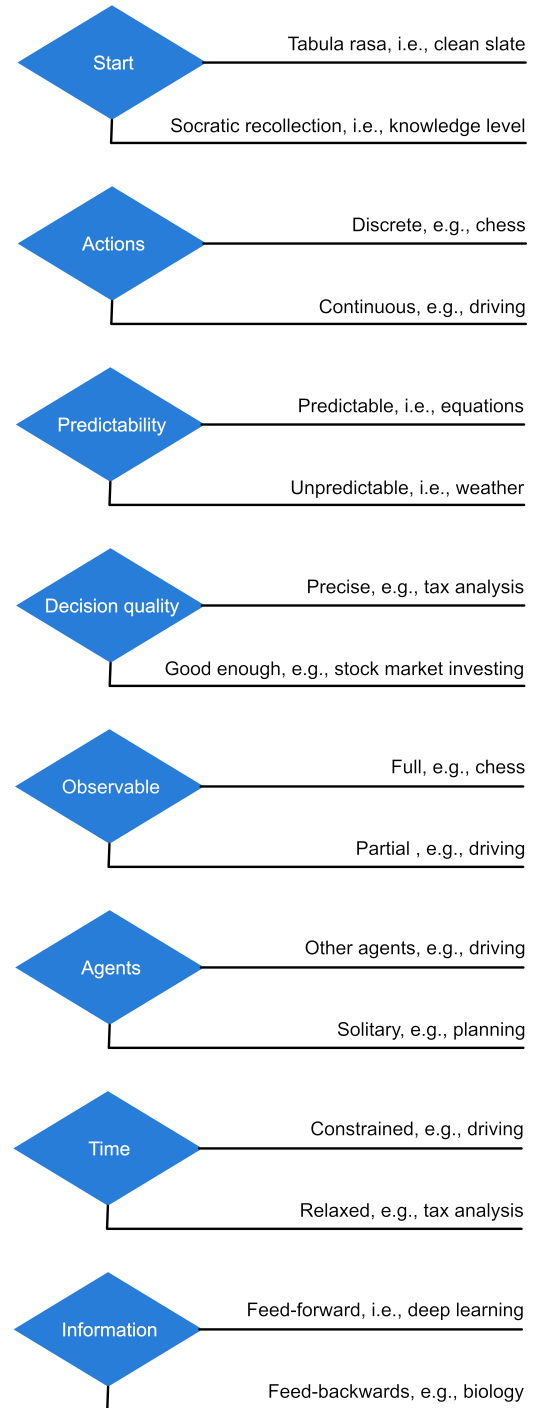 Tabula rasa, i.e., clean slate
Start
Socratic recollection, i.e., knowledge level
Discrete, e.g., chess
Actions
Continuous, e.g., driving
Predictable, i.e., equations
Predictability
Unpredictable, i.e., weather
Precise, e.g., tax analysis
Decision quality
Good enough, e.g., stock market investing
Full, e.g., chess
Observable
Partial , e.g., driving
Other agents, e.g., driving
Agents
Solitary, e.g., planning
Constrained, e.g., driving
Time
Relaxed, e.g., tax analysis
Feed-forward, i.e., deep learning
Information
Feed-backwards, e.g., biology